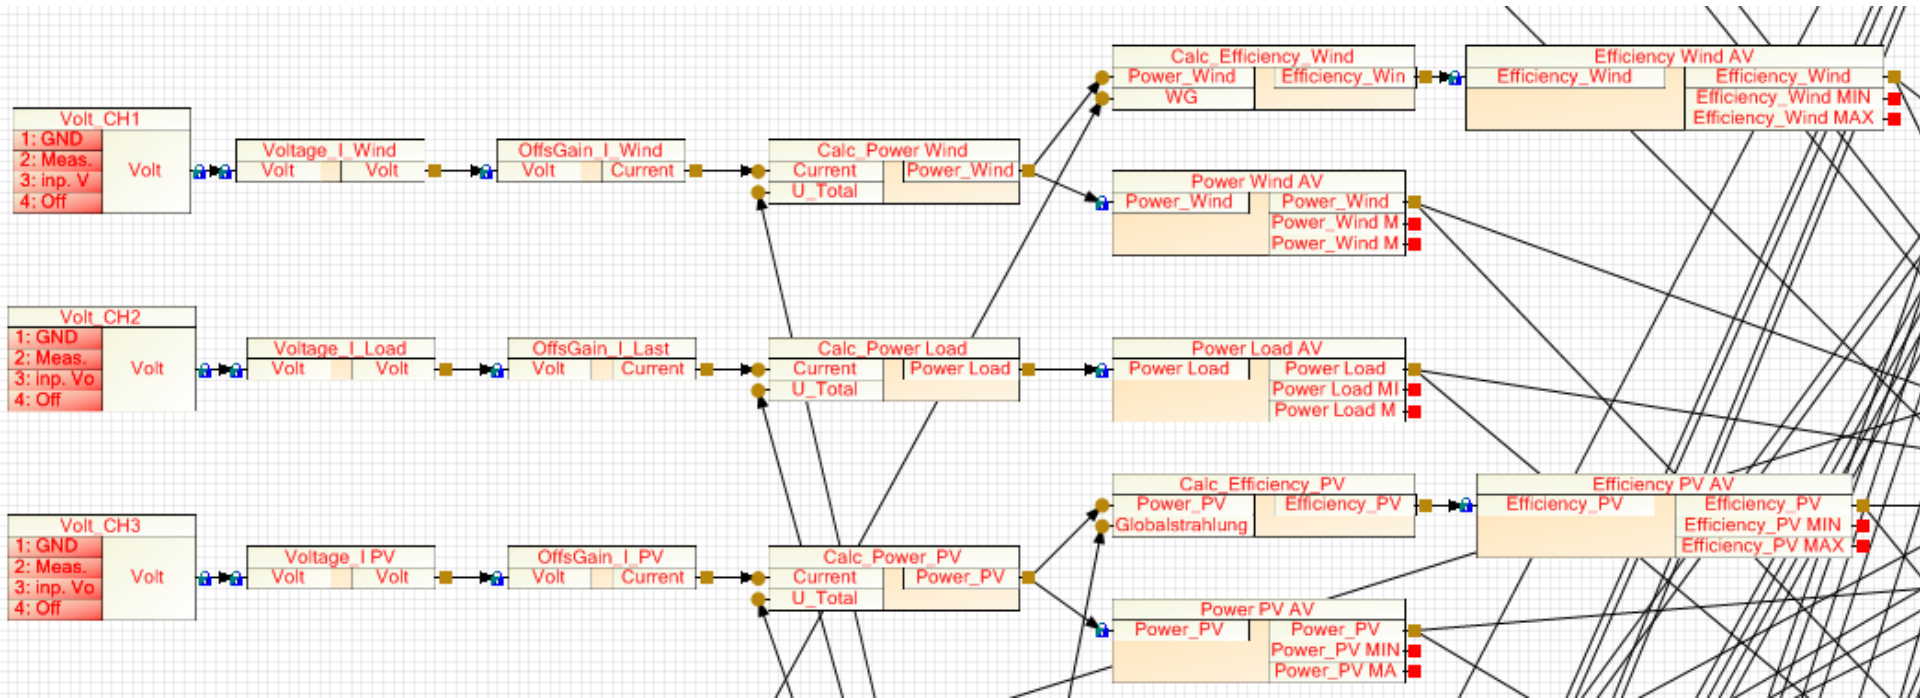 Calc_Efficiency_Wind
Power_Wind Efficiency_Win
WG
Efficiency Wind AV
Efficiency_Wind Efficiency_Wind
Efficiency_Wind MIN
Efficiency_Wind MAX
Volt_CH1
1: GND
2: Meas.
3: inp. V
4: Off
Volt
Voltage_I_Wind
Volt Volt
OffsGain_I_Wind
Volt Current
Calc_Power Wind
Current Power_Wind
U_Total
Power Wind AV
Power_Wind Power_Wind
Power_Wind M
Power_Wind M
Volt_CH2
1: GND
2: Meas.
3: inp. Vo
4: Off
Volt
Voltage_I_Load
Volt Volt
OffsGain_I_Last
Volt Current
Calc_Power Load
Current Power Load
U_Total
Power Load AV
Power Load Power Load
Power Load MI
Power Load M
Calc_Efficiency_PV
Power_PV Efficiency_PV
Globalstrahlung
Efficiency PV AV
Efficiency_PV Efficiency_PV
Efficiency_PV MIN
Efficiency_PV MAX
Volt_CH3
1: GND
2: Meas.
3: inp. Vo
4: Off
Volt
Voltage_I PV
Volt Volt
OffsGain_I_PV
Volt Current
Calc_Power_PV
Current Power_PV
U_Total
Power PV AV
Power_PV Power_PV
Power_PV MIN
Power_PV MA